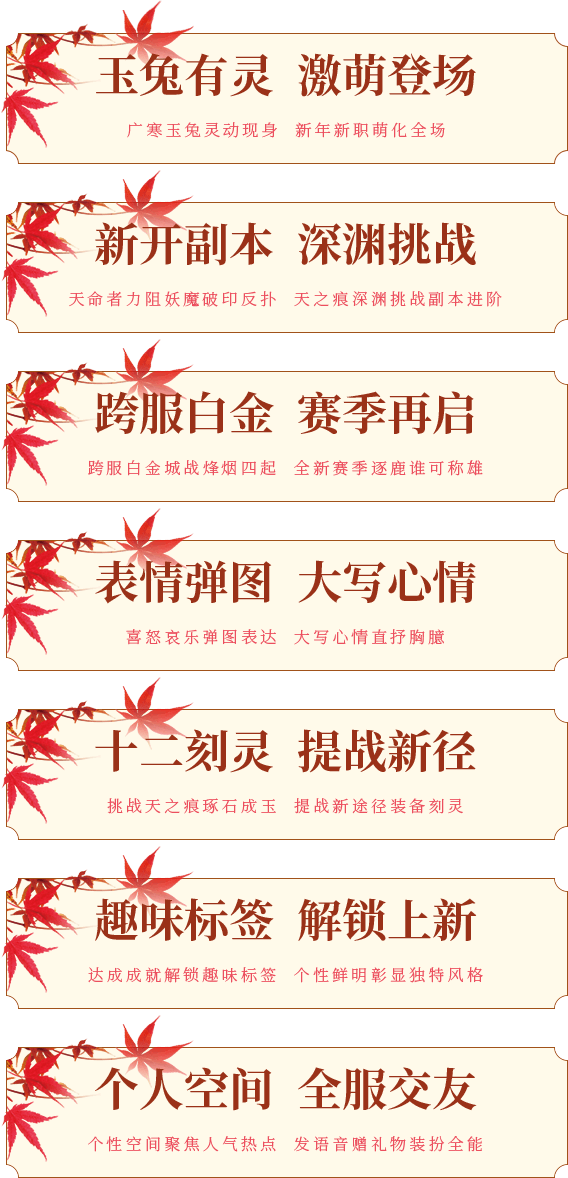 玉兔有灵 激萌登场
广寒玉兔灵动现身 新年新职萌化全场
新开副本 深渊挑战
天命者力阻妖魔破印反扑 天之痕深渊挑战副本进阶
跨服白金 赛季再启
跨服白金城战烽烟四起 全新赛季逐鹿谁可称雄
表情弹图 大写心情
喜怒哀乐弹图表达 大写心情直抒胸臆
十二刻灵 提战新径
挑战天之痕琢石成玉 提战新途径装备刻灵
趣味标签 解锁上新
达成成就解锁趣味标签 个性鲜明彰显独特风格
个人空间 全服交友
个性空间聚焦人气热点 发语音赠礼物装扮全能